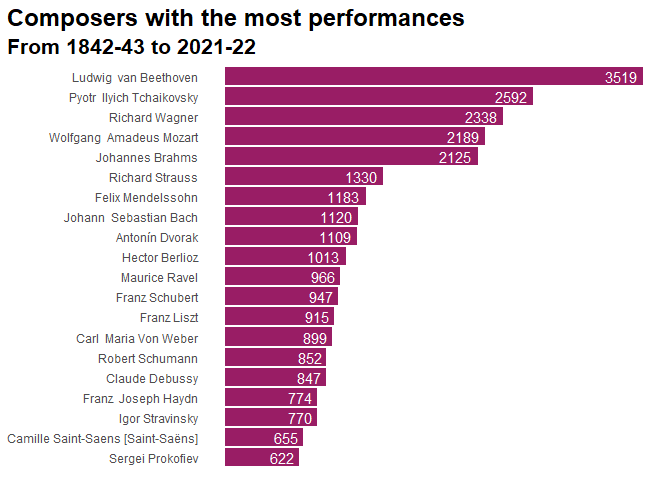 Composers with the most performances
From 1842-43 to 2021-22
Ludwig  van Beethoven 3519
Pyotr  Ilyich Tchaikovsky 2592
Richard Wagner 2338
Wolfgang  Amadeus Mozart 2189
Johannes Brahms 2125
Richard Strauss 1330
Felix Mendelssohn 1183
Johann  Sebastian Bach 1120
Antonín Dvorak 1109
Hector Berlioz 1013
Maurice Ravel 966
Franz Schubert 947
Franz Liszt 915
Carl  Maria Von Weber 899
Robert Schumann 852
Claude Debussy 847
Franz  Joseph Haydn 774
Igor Stravinsky 770
Camille Saint-Saens [Saint-Saëns] 655
Sergei Prokofiev 622